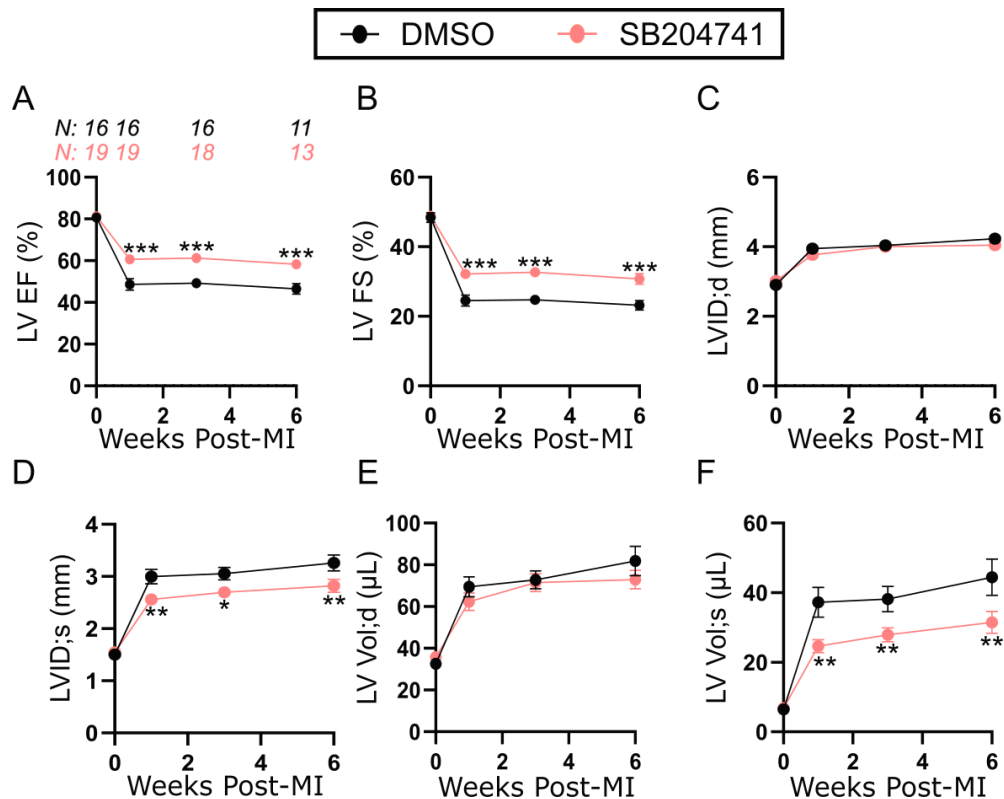 DMSO SB204741
A
N: 16 16 16 11
N: 19 19 18 13
LV EF (%)
100
80
60
40
20
0
*** *** ***
0 2 4 6
Weeks Post-MI
B
LV FS (%)
60
40
20
0
*** *** ***
0 2 4 6
Weeks Post-MI
C
LVID;d (mm)
6
4
2
0
0 2 4 6
Weeks Post-MI
D
LVID;s (mm)
4
3
2
1
0
** * **
0 2 4 6
Weeks Post-MI
E
LV Vol;d (µL)
100
80
60
40
20
0
0 2 4 6
Weeks Post-MI
F
LV Vol;s (µL)
60
40
20
0
** ** **
0 2 4 6
Weeks Post-MI